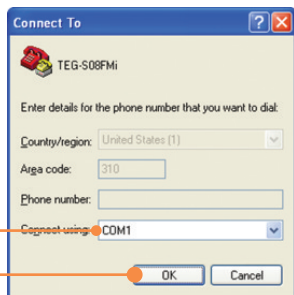 Connect To
TEG-S08FMi
Enter details for the phone number that you want to dial:
Country/region: United States (1)
Area code: 310
Phone number:
Connect using: COM1
OK Cancel